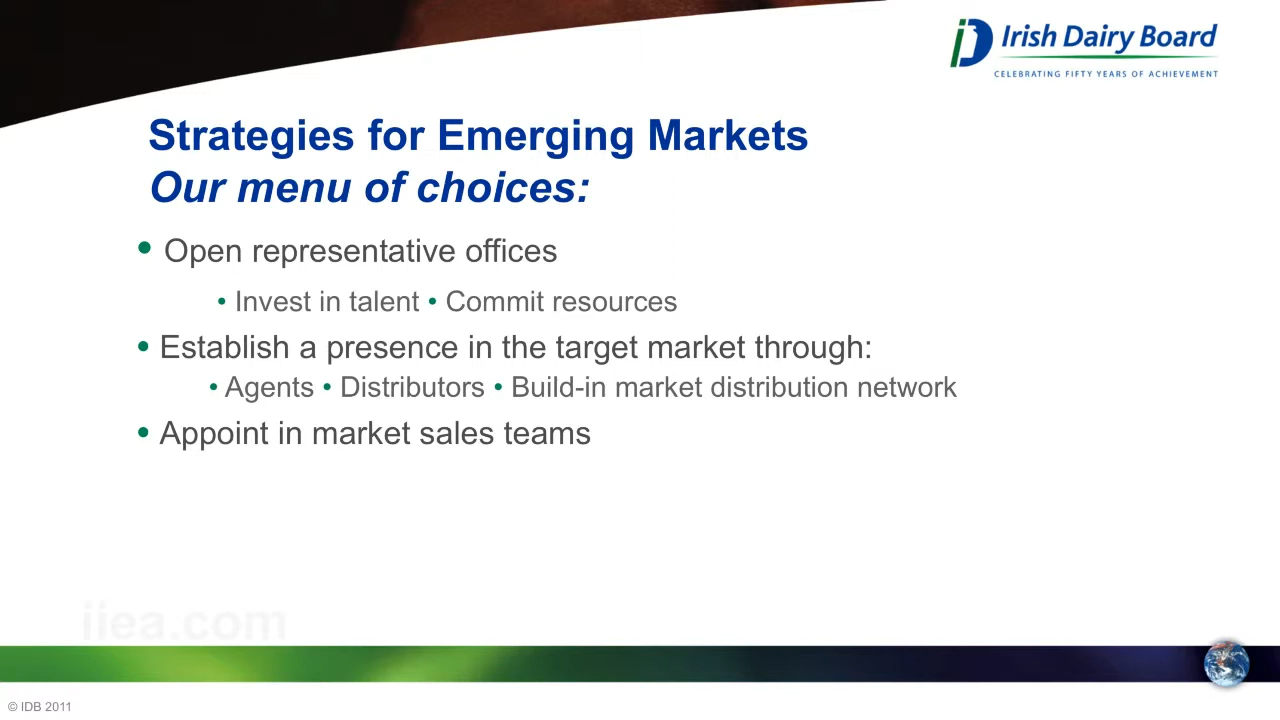 Irish Dairy Board
CELEBRATING FIFTY YEARS OF ACHIEVEMENT
Strategies for Emerging Markets
Our menu of choices:
• Open representative offices
• Invest in talent • Commit resources
• Establish a presence in the target market through:
• Agents • Distributors • Build-in market distribution network
• Appoint in market sales teams
iiea.com
© IDB 2011